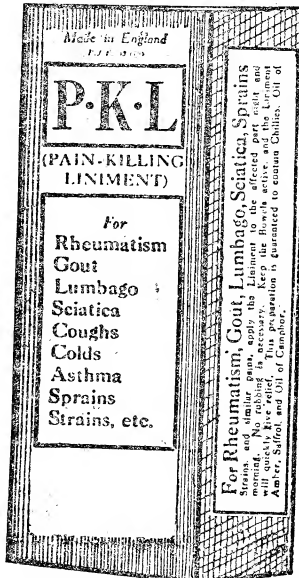 Made in England
P·K·L
(PAIN-KILLING
LINIMENT)
For
Rheumatism
Gout
Lumbago
Sciatica
Coughs
Colds
Asthma
Sprains
Strains, etc.
For Rheumatism, Gout, Lumbago, Sciatica, Sprains
Strains, and similar pains, apply the Liniment to the affected part night and
morning. No rubbing is necessary. Keep the Bowels active, and the Liniment
will quickly give relief. This preparation is guaranteed to contain Chillies, Oil of
Amber, Saffrol, and Oil of Camphor.